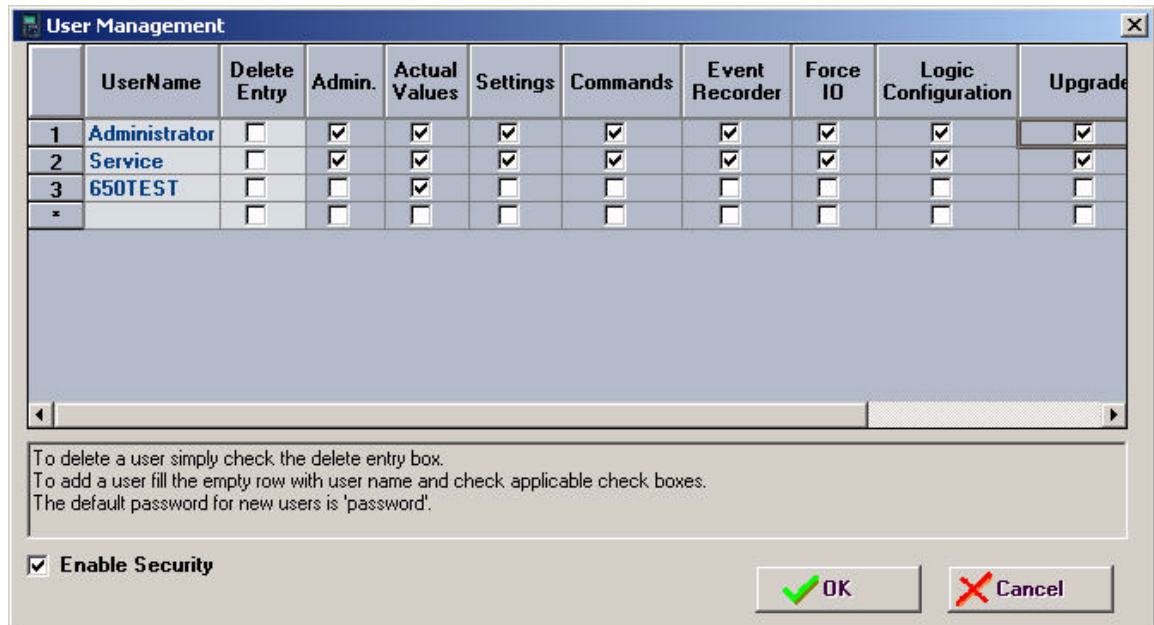 User Management
UserName Delete Entry Admin. Actual Values Settings Commands Event Recorder Force IO Logic Configuration Upgrade
1 Administrator
2 Service
3 650TEST
*
To delete a user simply check the delete entry box.
To add a user fill the empty row with user name and check applicable check boxes.
The default password for new users is 'password'.
Enable Security
OK Cancel